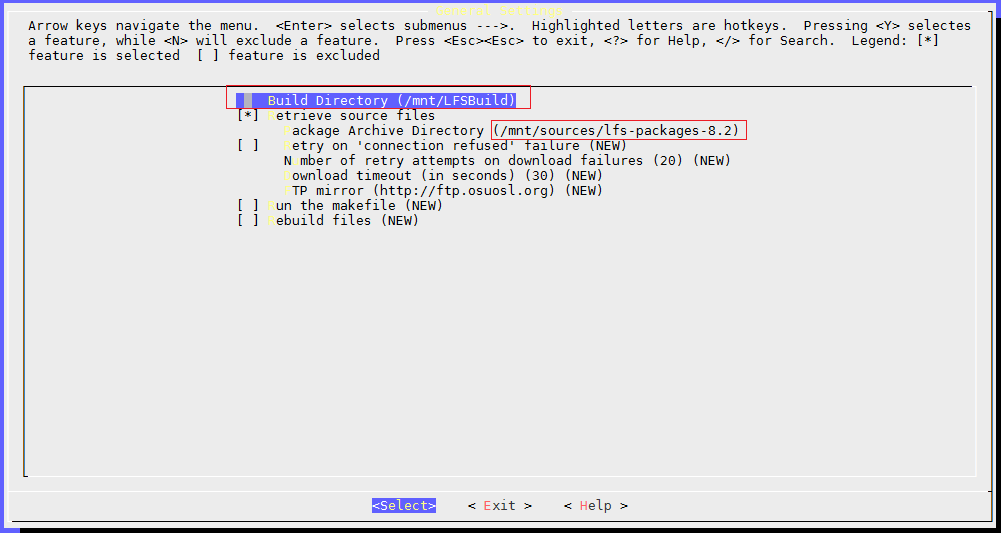 General settings
Arrow keys navigate the menu.  <Enter> selects submenus --->.  Highlighted letters are hotkeys.  Pressing <Y> selectes
a feature, while <N> will exclude a feature.  Press <Esc><Esc> to exit, <?> for Help, </> for Search.  Legend: [*]
feature is selected  [ ] feature is excluded
Build Directory (/mnt/LFSBuild)
[*] Retrieve source files
Package Archive Directory (/mnt/sources/lfs-packages-8.2)
[ ] Retry on 'connection refused' failure (NEW)
Number of retry attempts on download failures (20) (NEW)
Download timeout (in seconds) (30) (NEW)
FTP mirror (http://ftp.osuosl.org) (NEW)
[ ] Run the makefile (NEW)
[ ] Rebuild files (NEW)
<Select>    < Exit >    < Help >